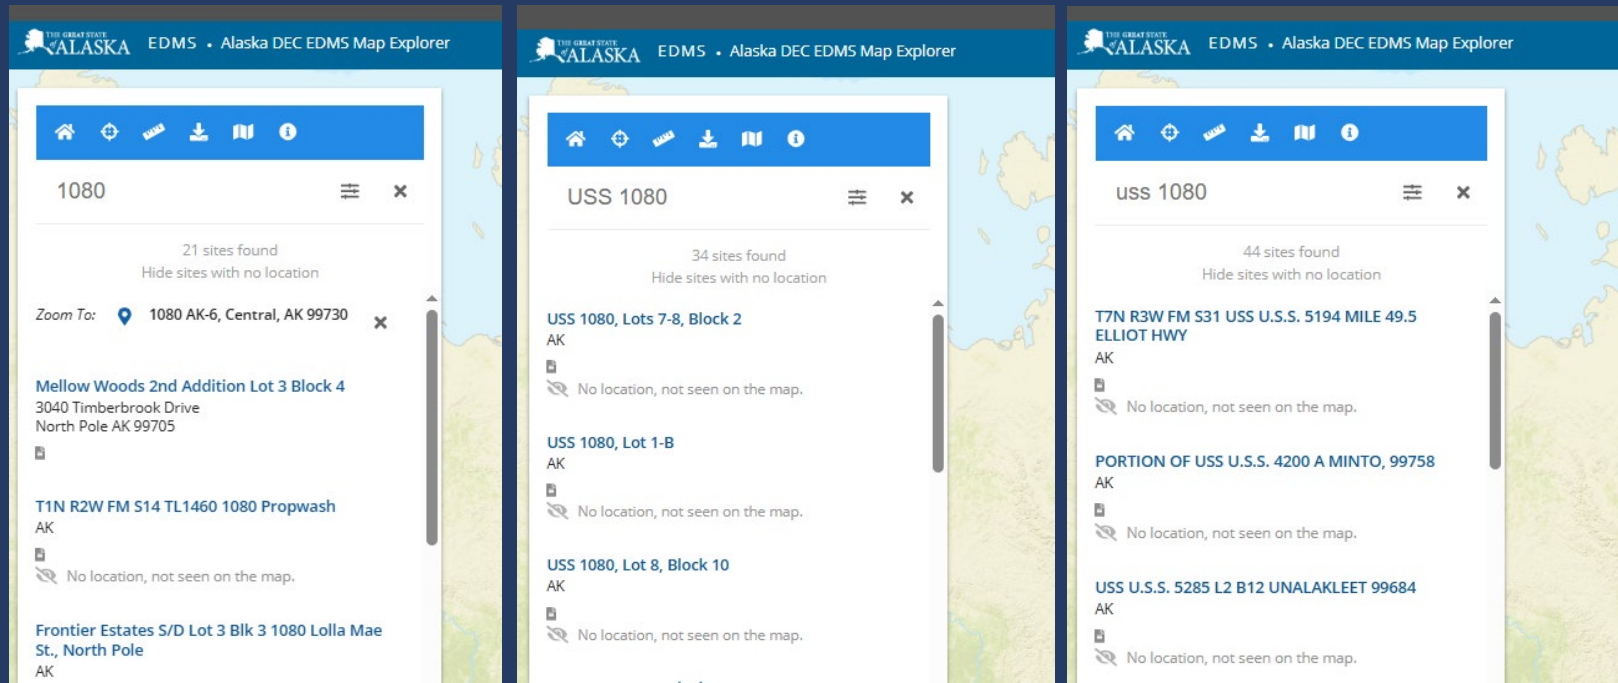 THE GREAT STATE
of ALASKA
EDMS • Alaska DEC EDMS Map Explorer
1080
21 sites found
Hide sites with no location
Zoom To: 1080 AK-6, Central, AK 99730
Mellow Woods 2nd Addition Lot 3 Block 4
3040 Timberbrook Drive
North Pole AK 99705
T1N R2W FM S14 TL1460 1080 Propwash
AK
No location, not seen on the map.
Frontier Estates S/D Lot 3 Blk 3 1080 Lolla Mae
St., North Pole
AK
THE GREAT STATE
of ALASKA
EDMS • Alaska DEC EDMS Map Explorer
USS 1080
34 sites found
Hide sites with no location
USS 1080, Lots 7-8, Block 2
AK
No location, not seen on the map.
USS 1080, Lot 1-B
AK
No location, not seen on the map.
USS 1080, Lot 8, Block 10
AK
No location, not seen on the map.
THE GREAT STATE
of ALASKA
EDMS • Alaska DEC EDMS Map Explorer
uss 1080
44 sites found
Hide sites with no location
T7N R3W FM S31 USS U.S.S. 5194 MILE 49.5
ELLIOT HWY
AK
No location, not seen on the map.
PORTION OF USS U.S.S. 4200 A MINTO, 99758
AK
No location, not seen on the map.
USS U.S.S. 5285 L2 B12 UNALAKLEET 99684
AK
No location, not seen on the map.